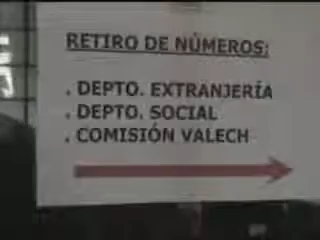 RETIRO DE NÚMEROS:
. DEPTO. EXTRANJERÍA
. DEPTO. SOCIAL
. COMISIÓN VALECH